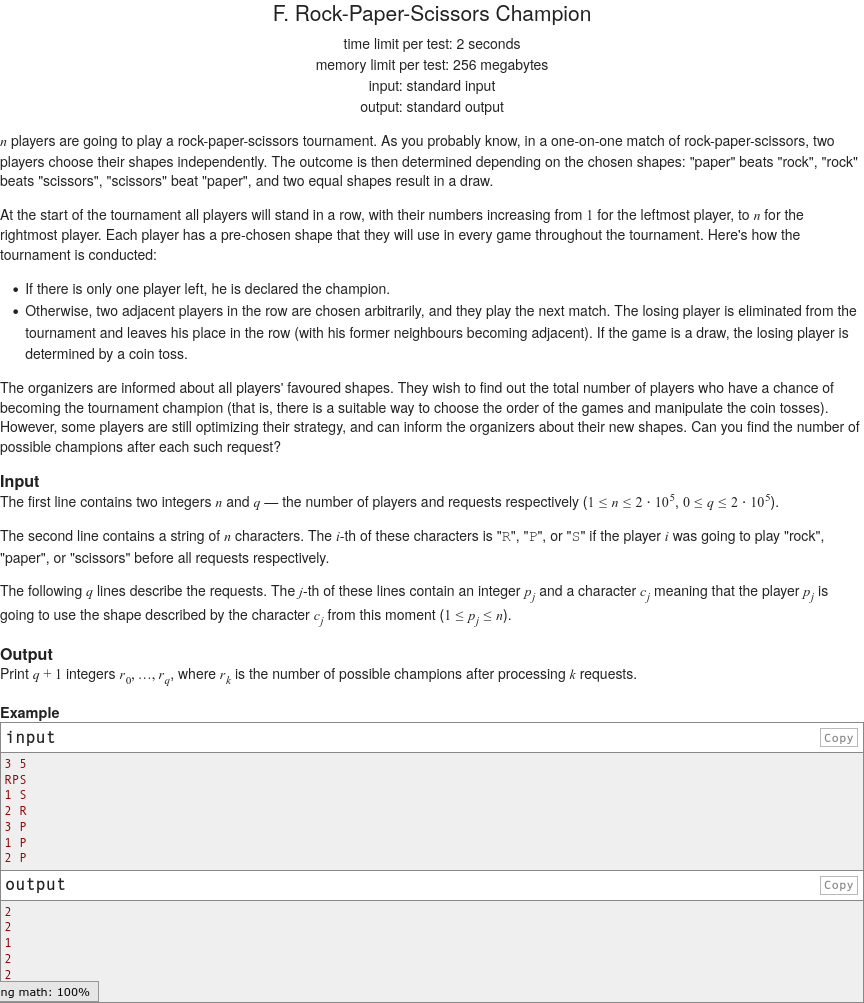 F. Rock-Paper-Scissors Champion
time limit per test: 2 seconds
memory limit per test: 256 megabytes
input: standard input
output: standard output
n players are going to play a rock-paper-scissors tournament. As you probably know, in a one-on-one match of rock-paper-scissors, two
players choose their shapes independently. The outcome is then determined depending on the chosen shapes: "paper" beats "rock", "rock"
beats "scissors", "scissors" beat "paper", and two equal shapes result in a draw.
At the start of the tournament all players will stand in a row, with their numbers increasing from 1 for the leftmost player, to n for the
rightmost player. Each player has a pre-chosen shape that they will use in every game throughout the tournament. Here's how the
tournament is conducted:
• If there is only one player left, he is declared the champion.
• Otherwise, two adjacent players in the row are chosen arbitrarily, and they play the next match. The losing player is eliminated from the
tournament and leaves his place in the row (with his former neighbours becoming adjacent). If the game is a draw, the losing player is
determined by a coin toss.
The organizers are informed about all players' favoured shapes. They wish to find out the total number of players who have a chance of
becoming the tournament champion (that is, there is a suitable way to choose the order of the games and manipulate the coin tosses).
However, some players are still optimizing their strategy, and can inform the organizers about their new shapes. Can you find the number of
possible champions after each such request?
Input
The first line contains two integers n and q — the number of players and requests respectively (1 ≤ n ≤ 2 · 10^5, 0 ≤ q ≤ 2 · 10^5).
The second line contains a string of n characters. The i-th of these characters is "R", "P", or "S" if the player i was going to play "rock",
"paper", or "scissors" before all requests respectively.
The following q lines describe the requests. The j-th of these lines contain an integer p_j and a character c_j meaning that the player p_j is
going to use the shape described by the character c_j from this moment (1 ≤ p_j ≤ n).
Output
Print q + 1 integers r_0, ..., r_q, where r_k is the number of possible champions after processing k requests.
Example
input
Copy
3 5
RPS
1 S
2 R
3 P
1 P
2 P
output
Copy
2
2
1
2
2
ng math: 100%